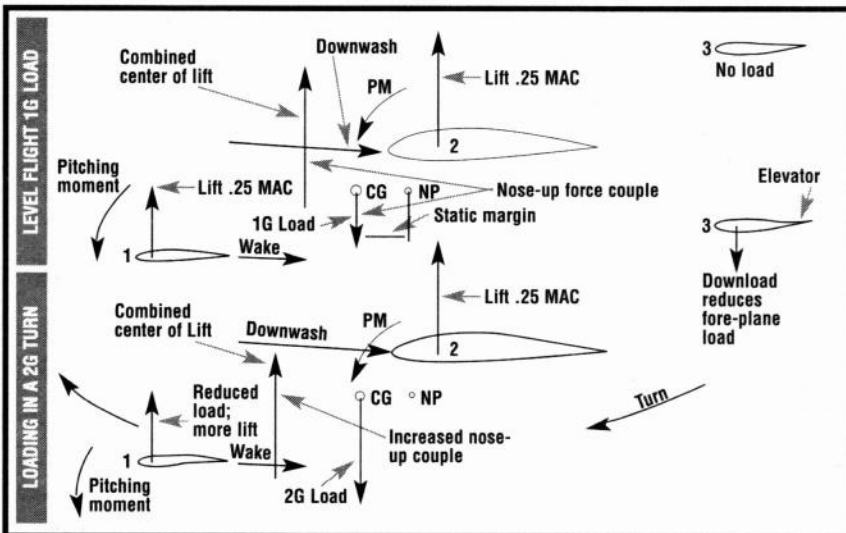 LEVEL FLIGHT 1G LOAD
Combined
center of lift
Downwash
PM
Lift .25 MAC
3
No load
2
Pitching
moment
Lift .25 MAC
CG
NP
Nose-up force couple
1G Load
Static margin
Elevator
3
1
Wake
Download
reduces
fore-plane
load
LOADING IN A 2G TURN
Combined
center of Lift
Downwash
PM
Lift .25 MAC
2
Reduced
load;
more lift
CG
NP
Turn
1
Wake
Increased nose-
up couple
Pitching
moment
2G Load